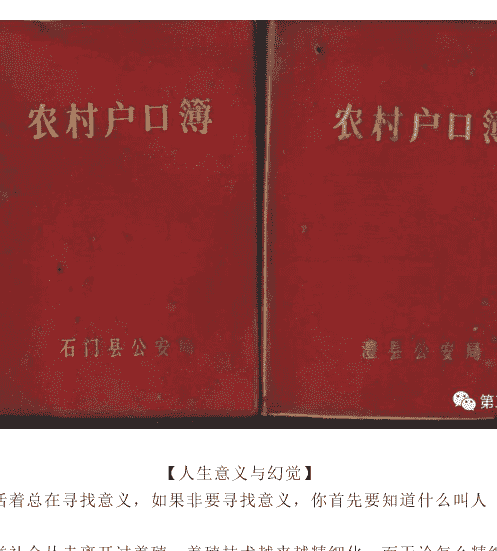 农村户口簿
石门县公安局
农村户口簿
澧县公安局
第
【人生意义与幻觉】
活着总在寻找意义，如果非要寻找意义，你首先要知道什么叫人